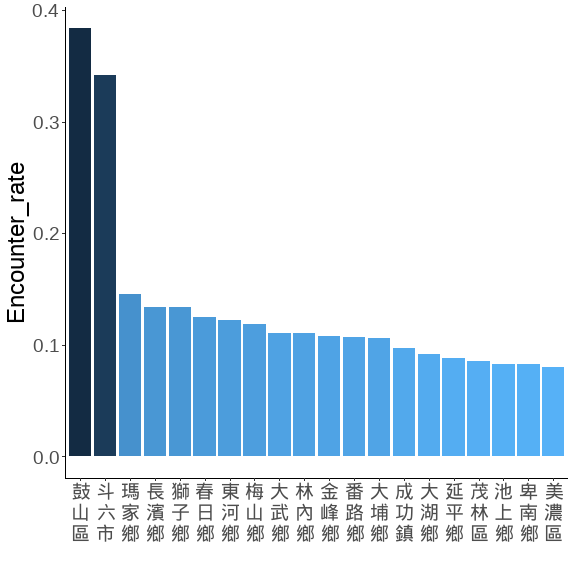 0.4
0.3
0.2
0.1
0.0
Encounter_rate
鼓山區
斗六市
瑪家鄉
長濱鄉
獅子鄉
春日鄉
東河鄉
梅山鄉
大武鄉
林內鄉
金峰鄉
番路鄉
大埔鄉
成功鎮
大湖鄉
延平鄉
茂林區
池上鄉
卑南鄉
美濃區